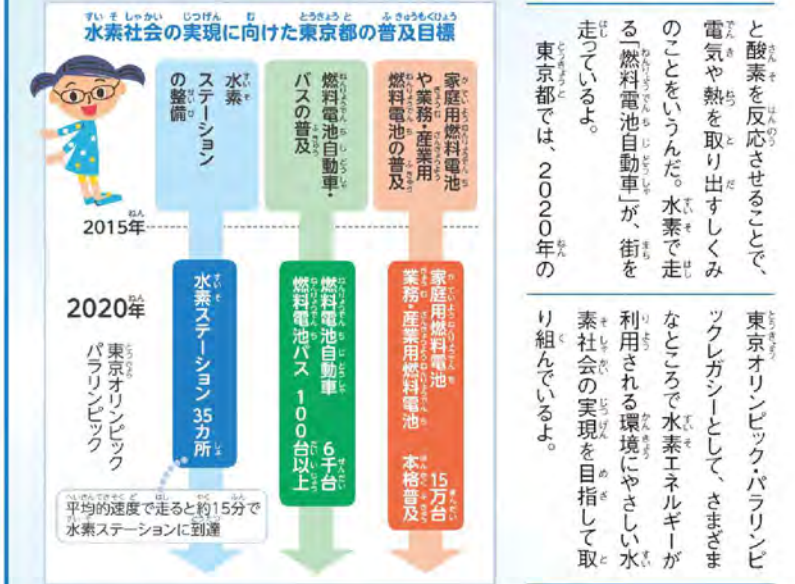 水素社会の実現に向けた東京都の普及目標
水素
ステーション
の整備
燃料電池自動車・
バスの普及
家庭用燃料電池
や業務・産業用
燃料電池の普及
2015年
2020年
東京オリンピック
パラリンピック
水素ステーション 35カ所
燃料電池自動車 6千台
燃料電池バス 100台以上
家庭用燃料電池 15万台
業務・産業用燃料電池 本格普及
平均的速度で走ると約15分で
水素ステーションに到達
と酸素を反応させることで、
電気や熱を取り出すしくみ
のことをいうんだ。水素で走
る「燃料電池自動車」が、街を
走っているよ。
東京都では、2020年の
東京オリンピック・パラリンピ
ックレガシーとして、さまざま
なところで水素エネルギーが
利用される環境にやさしい水
素社会の実現を目指して取
り組んでいるよ。